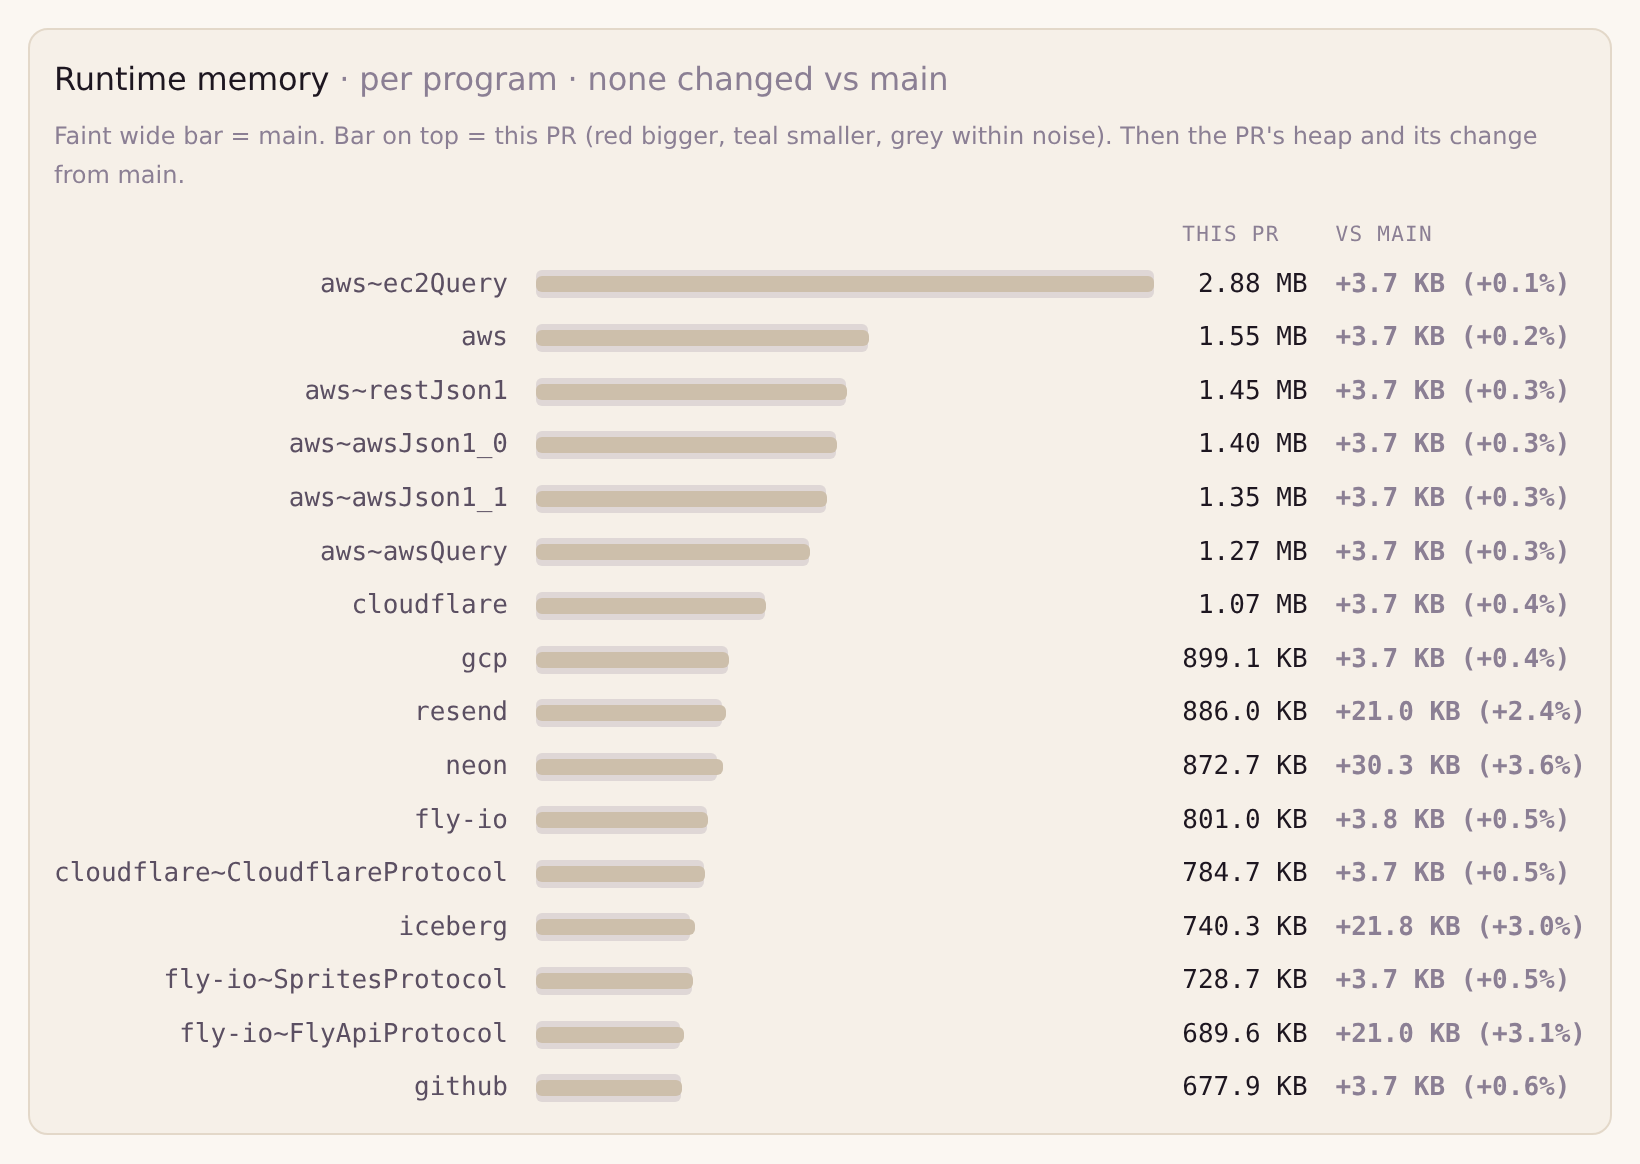 Runtime memory · per program · none changed vs main
Faint wide bar = main. Bar on top = this PR (red bigger, teal smaller, grey within noise). Then the PR's heap and its change
from main.
THIS PR VS MAIN
aws~ec2Query 2.88 MB +3.7 KB (+0.1%)
aws 1.55 MB +3.7 KB (+0.2%)
aws~restJson1 1.45 MB +3.7 KB (+0.3%)
aws~awsJson1_0 1.40 MB +3.7 KB (+0.3%)
aws~awsJson1_1 1.35 MB +3.7 KB (+0.3%)
aws~awsQuery 1.27 MB +3.7 KB (+0.3%)
cloudflare 1.07 MB +3.7 KB (+0.4%)
gcp 899.1 KB +3.7 KB (+0.4%)
resend 886.0 KB +21.0 KB (+2.4%)
neon 872.7 KB +30.3 KB (+3.6%)
fly-io 801.0 KB +3.8 KB (+0.5%)
cloudflare~CloudflareProtocol 784.7 KB +3.7 KB (+0.5%)
iceberg 740.3 KB +21.8 KB (+3.0%)
fly-io~SpritesProtocol 728.7 KB +3.7 KB (+0.5%)
fly-io~FlyApiProtocol 689.6 KB +21.0 KB (+3.1%)
github 677.9 KB +3.7 KB (+0.6%)